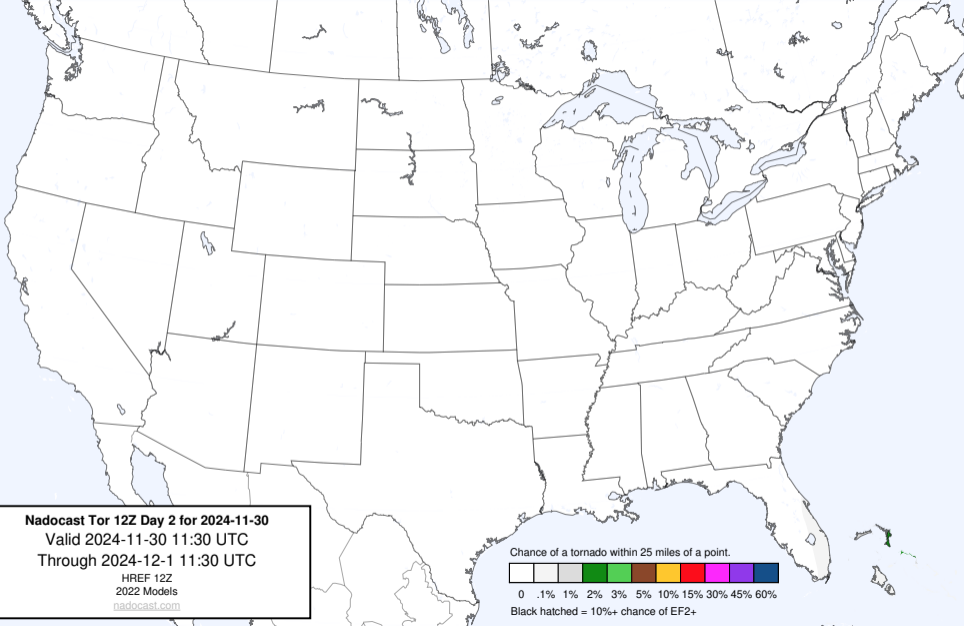 Nadocast Tor 12Z Day 2 for 2024-11-30
Valid 2024-11-30 11:30 UTC
Through 2024-12-1 11:30 UTC
HREF 12Z
2022 Models
nadocast.com
Chance of a tornado within 25 miles of a point.
0 .1% 1% 2% 3% 5% 10% 15% 30% 45% 60%
Black hatched = 10%+ chance of EF2+